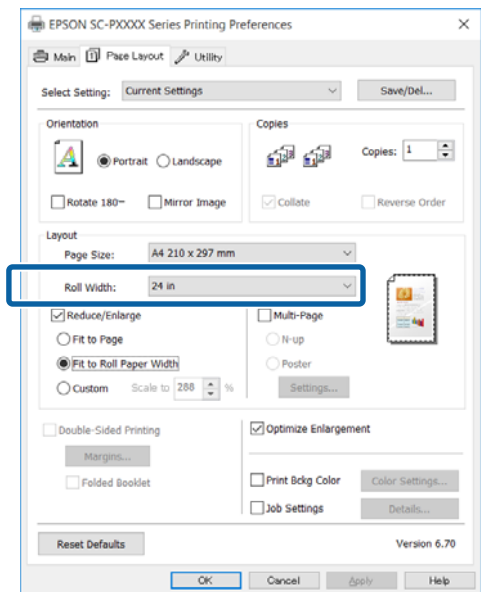 EPSON SC-PXXXX Series Printing Preferences
Main Page Layout Utility
Select Setting: Current Settings Save/Del...
Orientation Copies
Portrait Landscape Copies: 1
Rotate 180° Mirror Image Collate Reverse Order
Layout
Page Size: A4 210 x 297 mm
Roll Width: 24 in
Reduce/Enlarge Multi-Page
Fit to Page N-up
Fit to Roll Paper Width Poster
Custom Scale to 288 % Settings...
Double-Sided Printing Optimize Enlargement
Margins...
Folded Booklet Print Bckg Color Color Settings...
Job Settings Details...
Reset Defaults Version 6.70
OK Cancel Apply Help